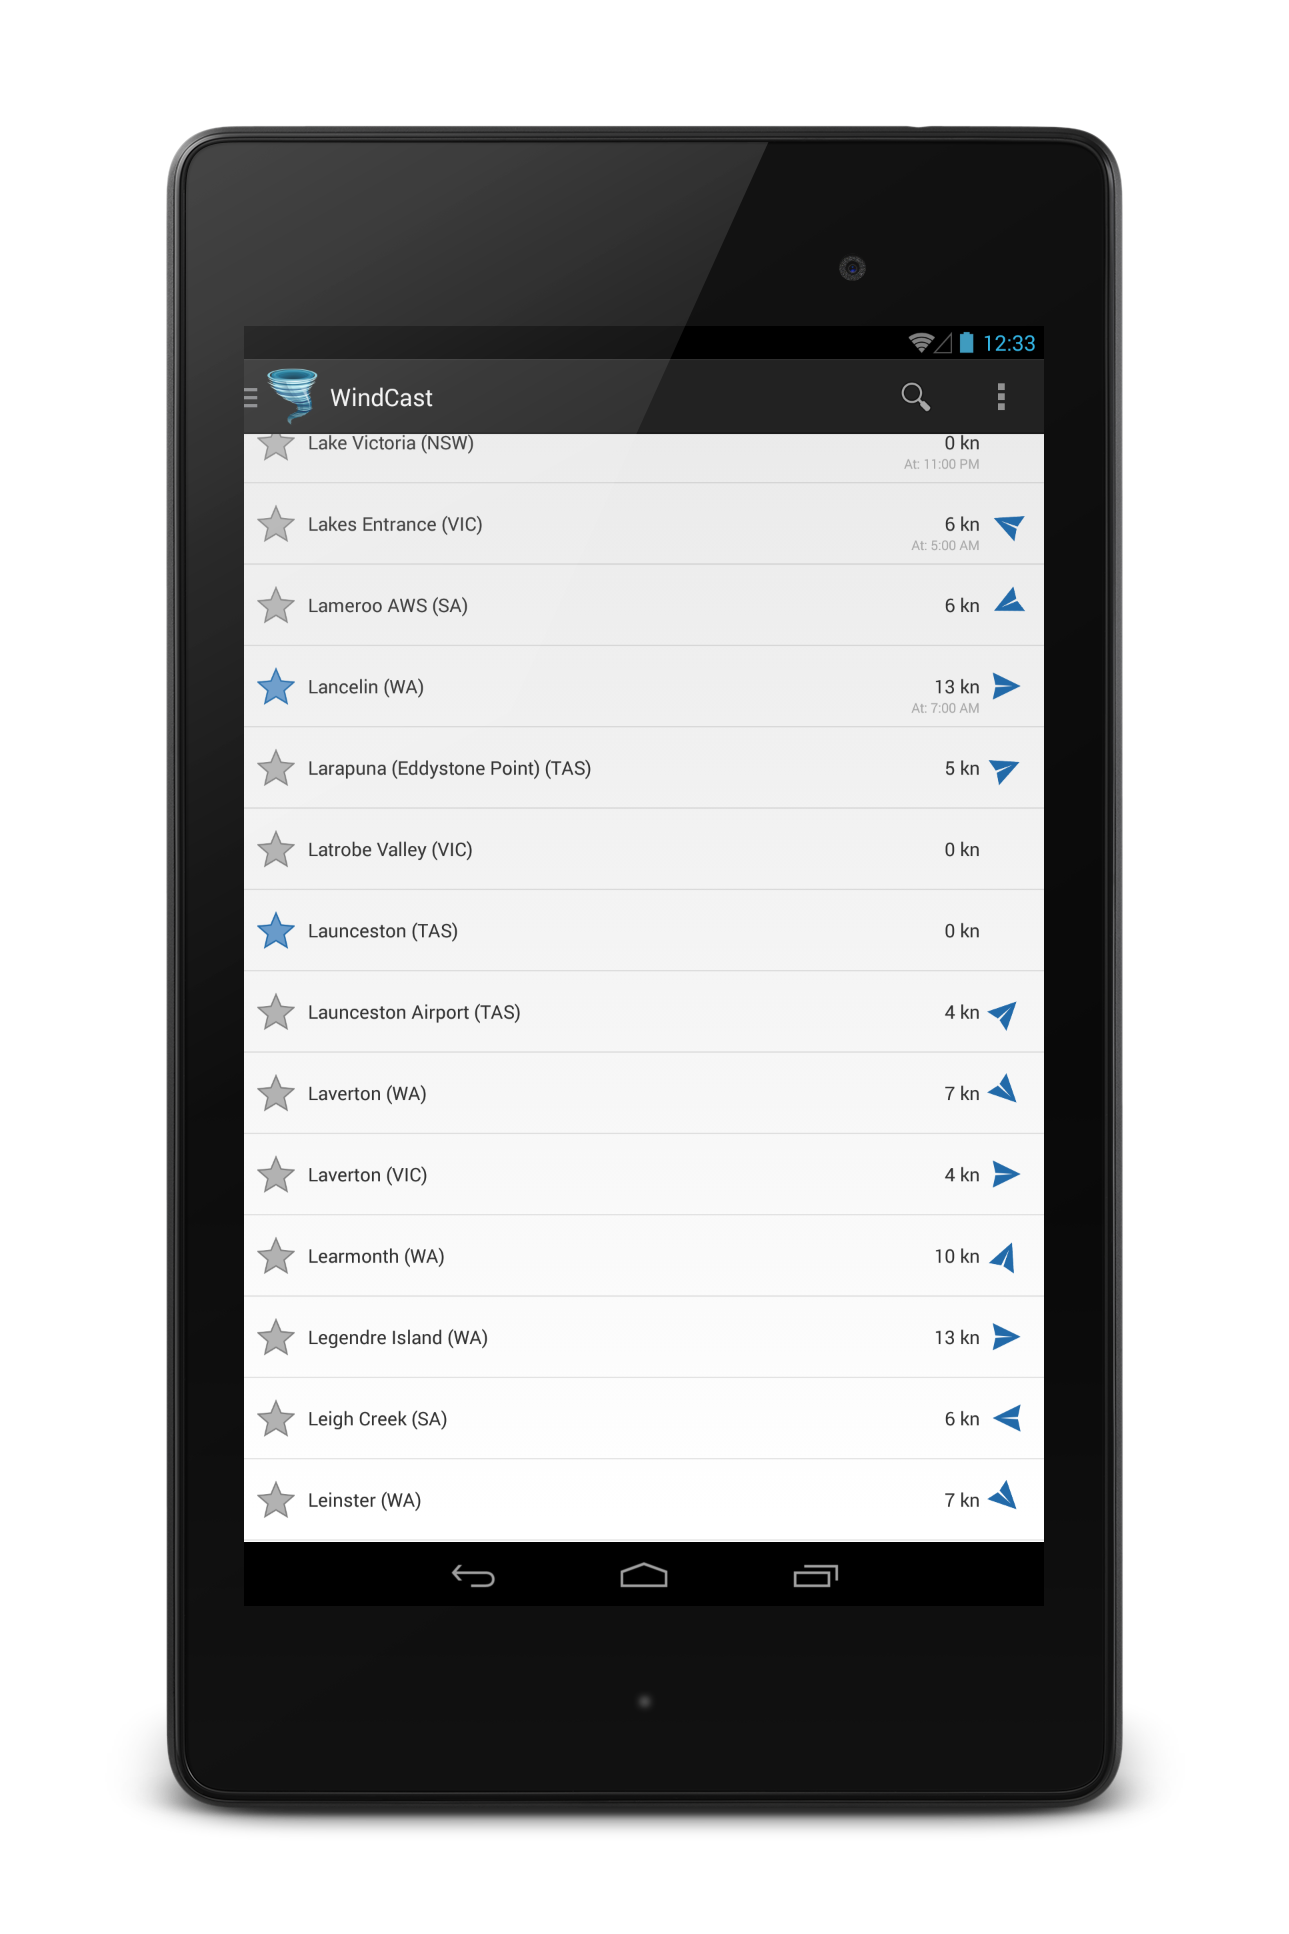 12:33
WindCast
Lake Victoria (NSW) 0 kn
At: 11:00 PM
Lakes Entrance (VIC) 6 kn
At: 5:00 AM
Lameroo AWS (SA) 6 kn
Lancelin (WA) 13 kn
At: 7:00 AM
Larapuna (Eddystone Point) (TAS) 5 kn
Latrobe Valley (VIC) 0 kn
Launceston (TAS) 0 kn
Launceston Airport (TAS) 4 kn
Laverton (WA) 7 kn
Laverton (VIC) 4 kn
Learmonth (WA) 10 kn
Legendre Island (WA) 13 kn
Leigh Creek (SA) 6 kn
Leinster (WA) 7 kn